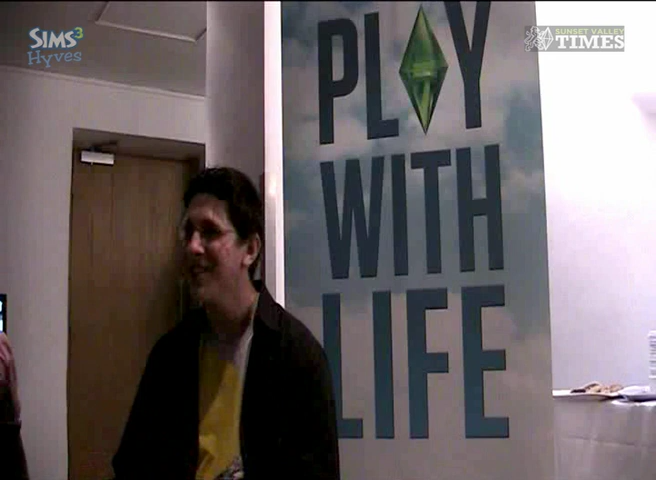 SIMS3
Hyves
SUNSET VALLEY
TIMES
PLAY
WITH
LIFE